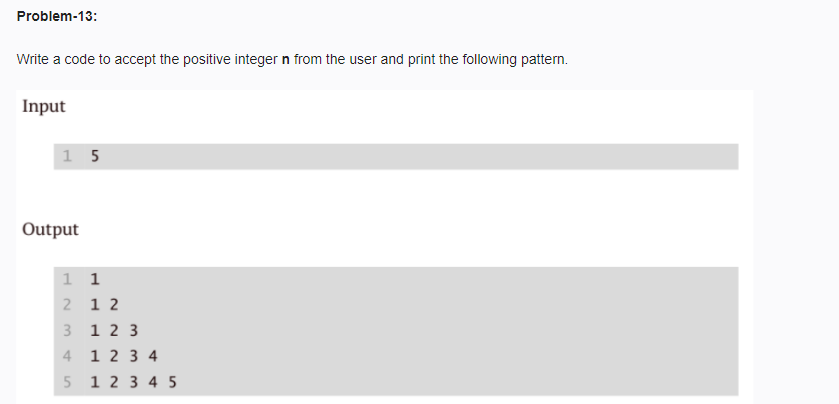 Problem-13:
Write a code to accept the positive integer n from the user and print the following pattern.
Input
1 5
Output
1 1
2 1 2
3 1 2 3
4 1 2 3 4
5 1 2 3 4 5